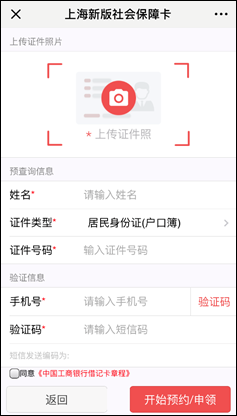 上海新版社会保障卡
上传证件照片
* 上传证件照
预查询信息
姓名* 请输入姓名
证件类型* 居民身份证(户口簿)
证件号码* 输入证件号码
验证信息
手机号* 请输入手机号 验证码
验证码* 请输入短信码
短信发送编码为:
同意《中国工商银行借记卡章程》
返回 开始预约/申领